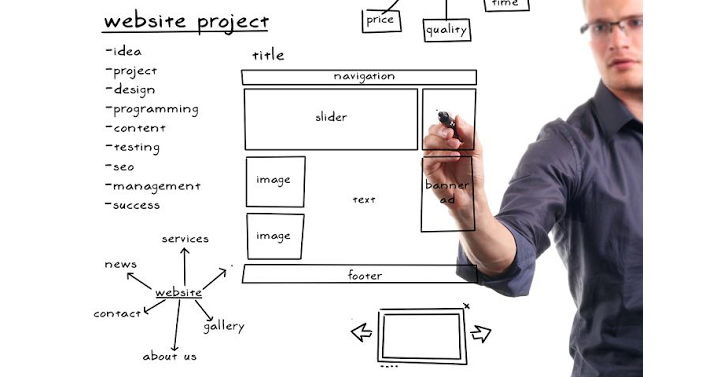 website project
-idea
-project
-design
-programming
-content
-testing
-seo
-management
-success
price
quality
time
title
navigation
slider
image
text
banner
ad
image
footer
services
news
website
contact
gallery
about us